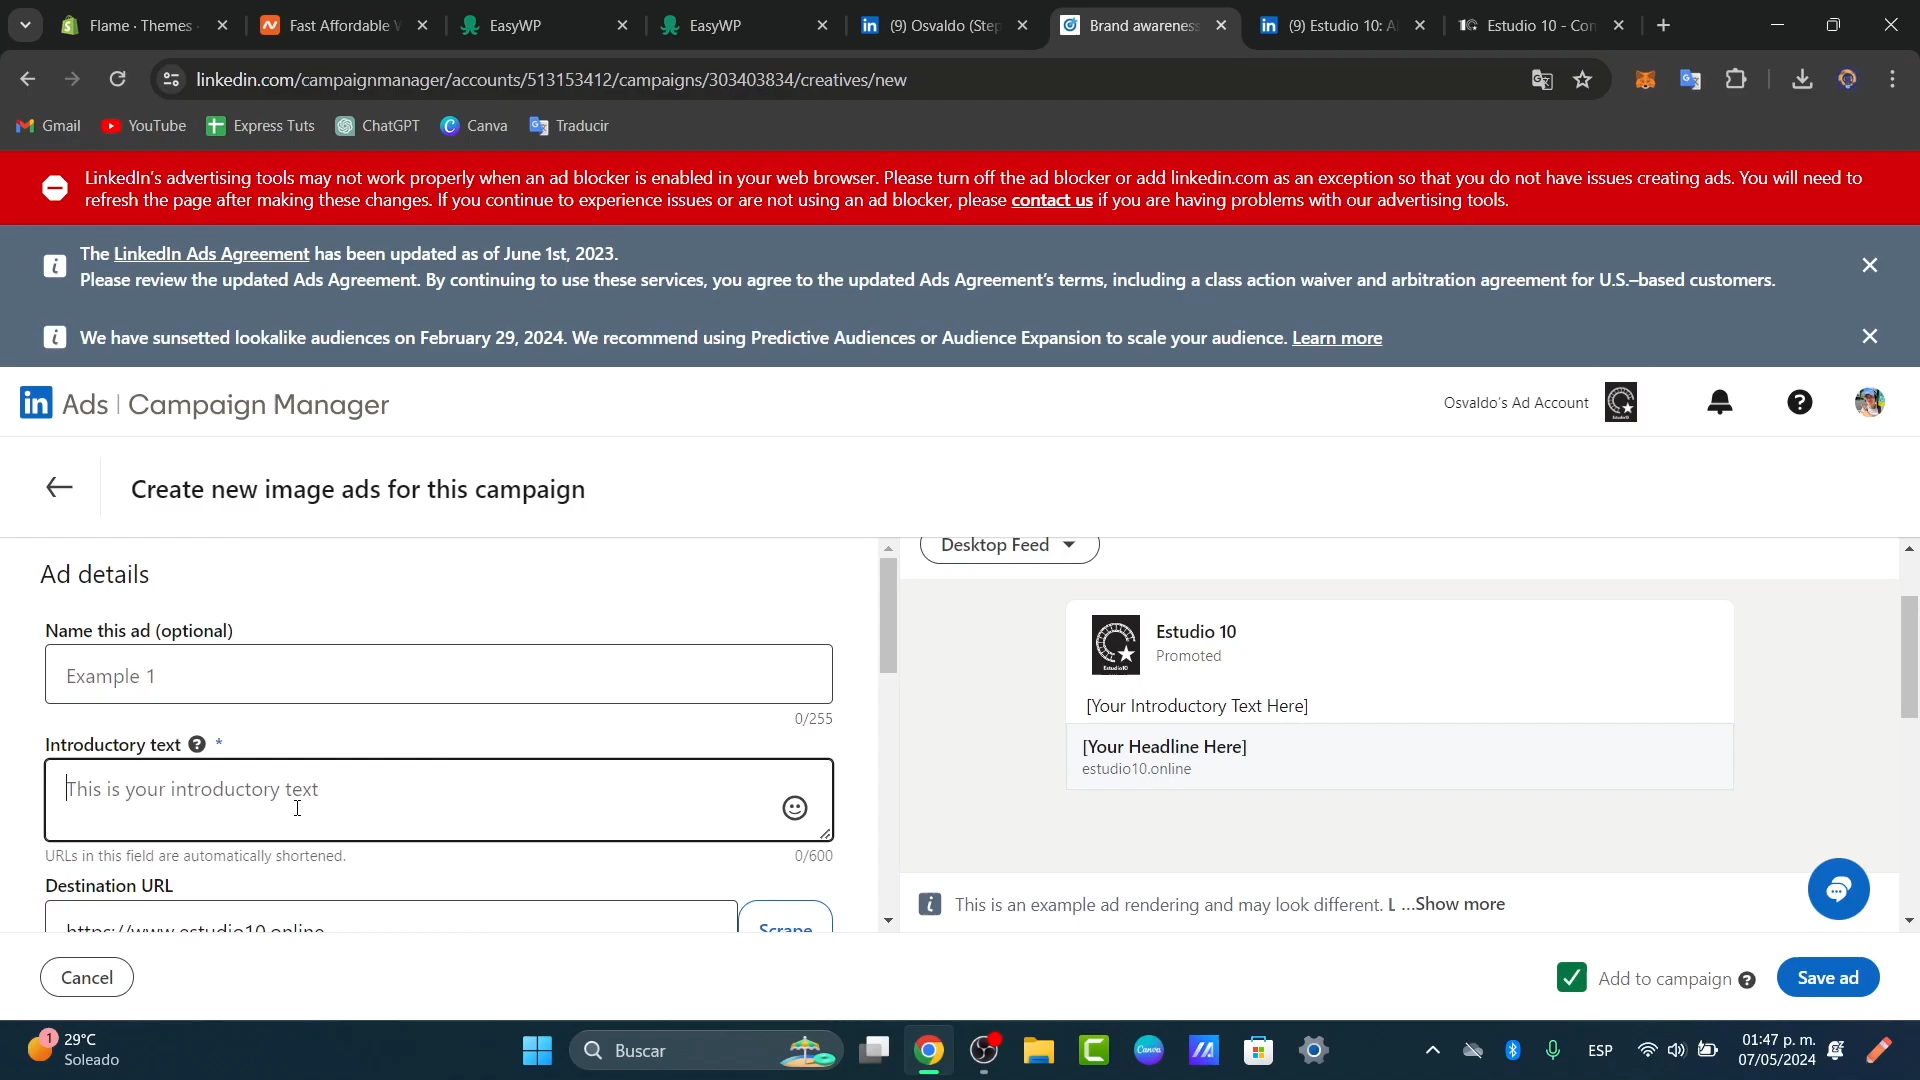 Flame · Themes
Fast Affordable
EasyWP
EasyWP
(9) Osvaldo (Step
Brand awareness
(9) Estudio 10:
Estudio 10 - Con
linkedin.com/campaignmanager/accounts/513153412/campaigns/303403834/creatives/new
Gmail
YouTube
Express Tuts
ChatGPT
Canva
Traducir
LinkedIn's advertising tools may not work properly when an ad blocker is enabled in your web browser. Please turn off the ad blocker or add linkedin.com as an exception so that you do not have issues creating ads. You will need to
refresh the page after making these changes. If you continue to experience issues or are not using an ad blocker, please contact us if you are having problems with our advertising tools.
The LinkedIn Ads Agreement has been updated as of June 1st, 2023.
Please review the updated Ads Agreement. By continuing to use these services, you agree to the updated Ads Agreement's terms, including a class action waiver and arbitration agreement for U.S.–based customers.
We have sunsetted lookalike audiences on February 29, 2024. We recommend using Predictive Audiences or Audience Expansion to scale your audience. Learn more
in Ads | Campaign Manager
Osvaldo's Ad Account
Create new image ads for this campaign
Ad details
Name this ad (optional)
Example 1
0/255
Introductory text *
This is your introductory text
URLs in this field are automatically shortened.
0/600
Destination URL
https://www.estudio10.online
Scrape
Desktop Feed
Estudio 10
Promoted
[Your Introductory Text Here]
[Your Headline Here]
estudio10.online
This is an example ad rendering and may look different. L ...Show more
Cancel
Add to campaign
Save ad
1
29°C
Soleado
Buscar
Canva
ESP
01:47 p. m.
07/05/2024